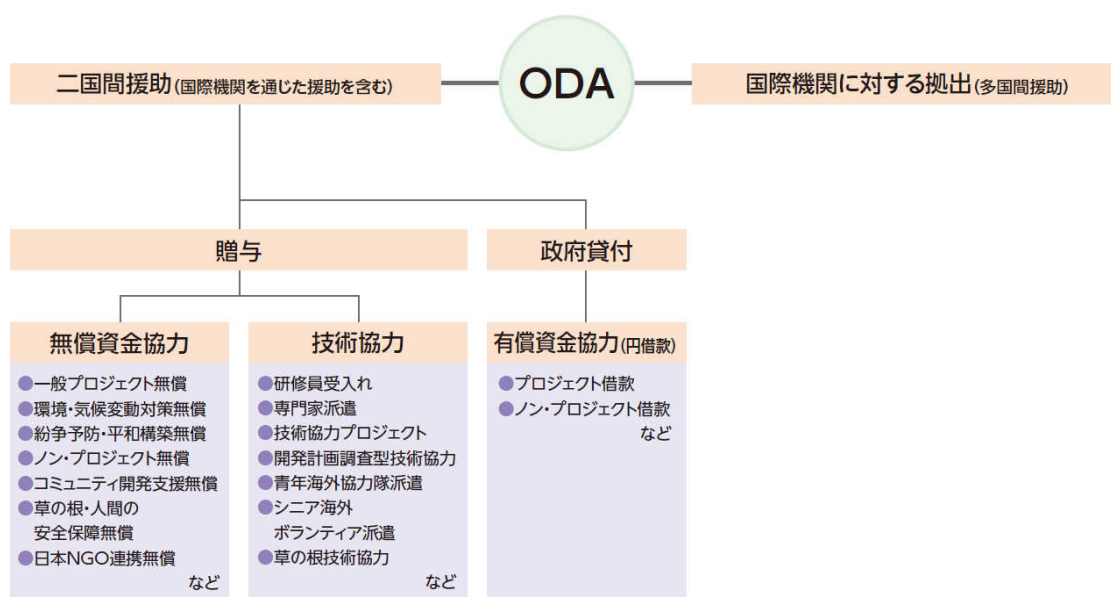 ODA
二国間援助(国際機関を通じた援助を含む)
国際機関に対する拠出(多国間援助)
贈与
政府貸付
無償資金協力
●一般プロジェクト無償
●環境・気候変動対策無償
●紛争予防・平和構築無償
●ノン・プロジェクト無償
●コミュニティ開発支援無償
●草の根・人間の
安全保障無償
●日本NGO連携無償
など
技術協力
●研修員受入れ
●専門家派遣
●技術協力プロジェクト
●開発計画調査型技術協力
●青年海外協力隊派遣
●シニア海外
ボランティア派遣
●草の根技術協力
など
有償資金協力(円借款)
●プロジェクト借款
●ノン・プロジェクト借款
など